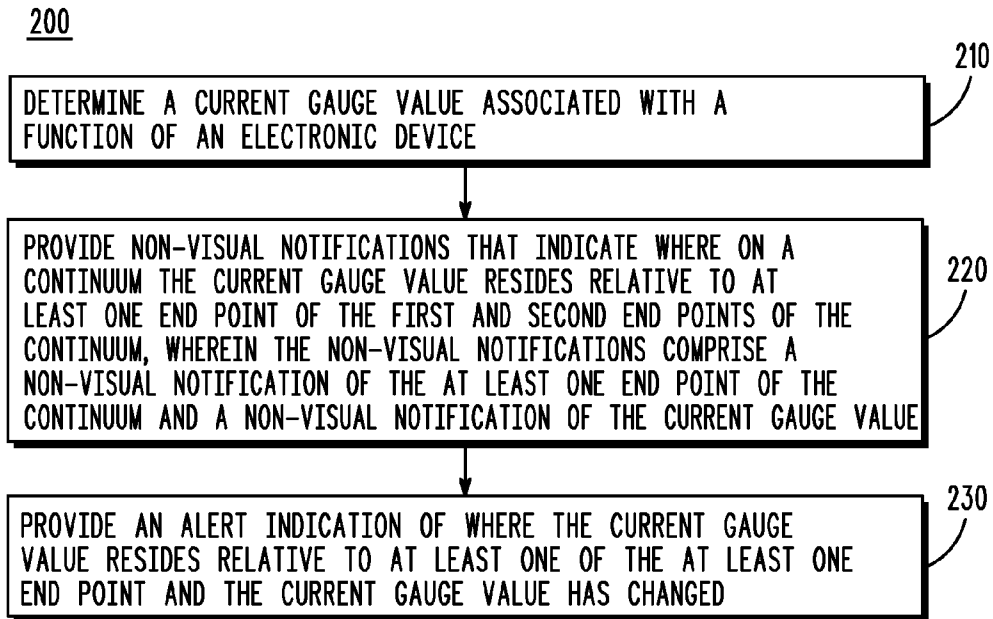 200
210
DETERMINE A CURRENT GAUGE VALUE ASSOCIATED WITH A
FUNCTION OF AN ELECTRONIC DEVICE
PROVIDE NON-VISUAL NOTIFICATIONS THAT INDICATE WHERE ON A
CONTINUUM THE CURRENT GAUGE VALUE RESIDES RELATIVE TO AT
LEAST ONE END POINT OF THE FIRST AND SECOND END POINTS OF THE
CONTINUUM, WHEREIN THE NON-VISUAL NOTIFICATIONS COMPRISE A
NON-VISUAL NOTIFICATION OF THE AT LEAST ONE END POINT OF THE
CONTINUUM AND A NON-VISUAL NOTIFICATION OF THE CURRENT GAUGE VALUE
220
PROVIDE AN ALERT INDICATION OF WHERE THE CURRENT GAUGE
VALUE RESIDES RELATIVE TO AT LEAST ONE OF THE AT LEAST ONE
END POINT AND THE CURRENT GAUGE VALUE HAS CHANGED
230